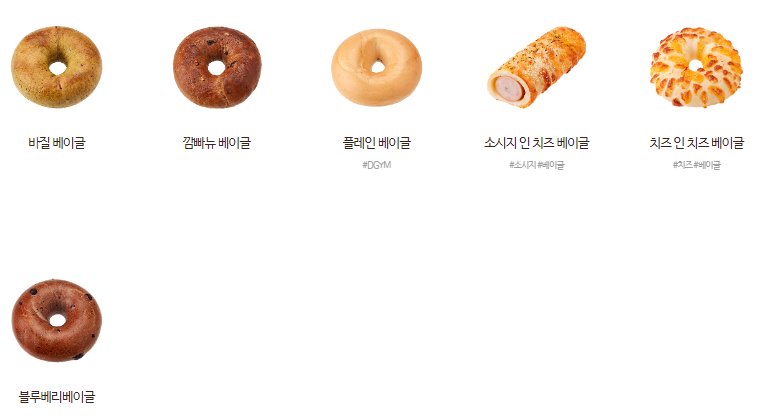 바질 베이글
깜빠뉴 베이글
플레인 베이글
소시지 인 치즈 베이글
치즈 인 치즈 베이글
#DGYM
#소시지 #베이글
#치즈 #베이글
블루베리베이글